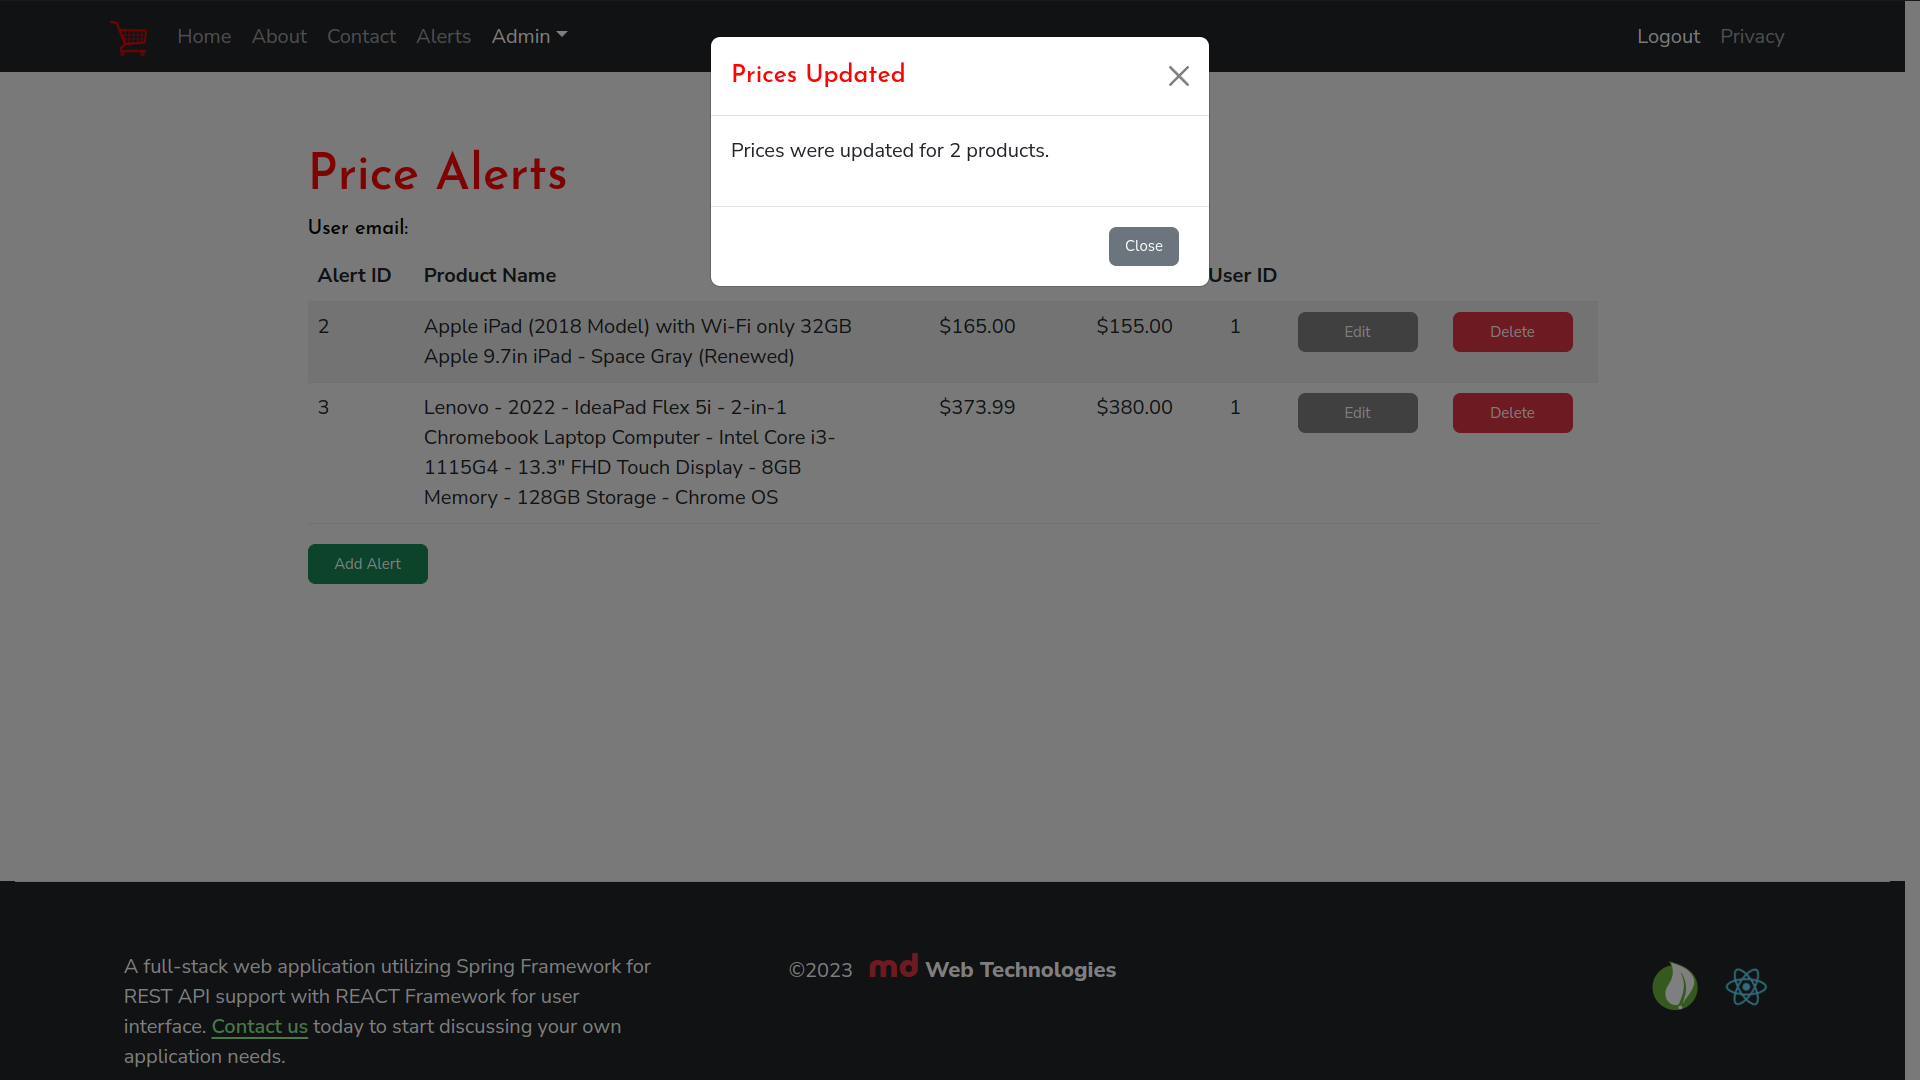 Home About Contact Alerts Admin Logout Privacy
Prices Updated
Prices were updated for 2 products.
Close
Price Alerts
User email:
Alert ID Product Name User ID
2 Apple iPad (2018 Model) with Wi-Fi only 32GB $165.00 $155.00 1 Edit Delete
Apple 9.7in iPad - Space Gray (Renewed)
3 Lenovo - 2022 - IdeaPad Flex 5i - 2-in-1 $373.99 $380.00 1 Edit Delete
Chromebook Laptop Computer - Intel Core i3-
1115G4 - 13.3" FHD Touch Display - 8GB
Memory - 128GB Storage - Chrome OS
Add Alert
A full-stack web application utilizing Spring Framework for
REST API support with REACT Framework for user
interface. Contact us today to start discussing your own
application needs.
©2023 md Web Technologies